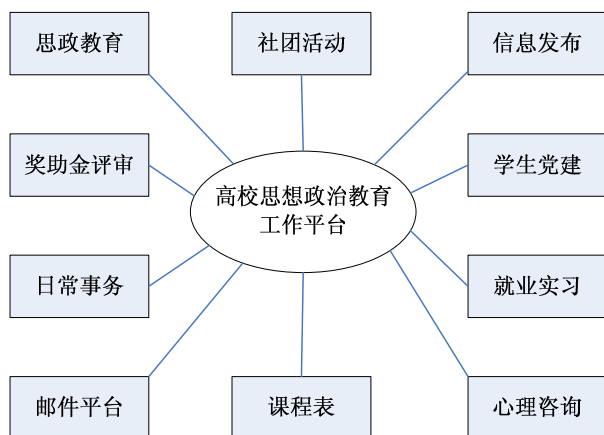 思政教育
社团活动
信息发布
奖助金评审
高校思想政治教育
工作平台
学生党建
日常事务
就业实习
邮件平台
课程表
心理咨询